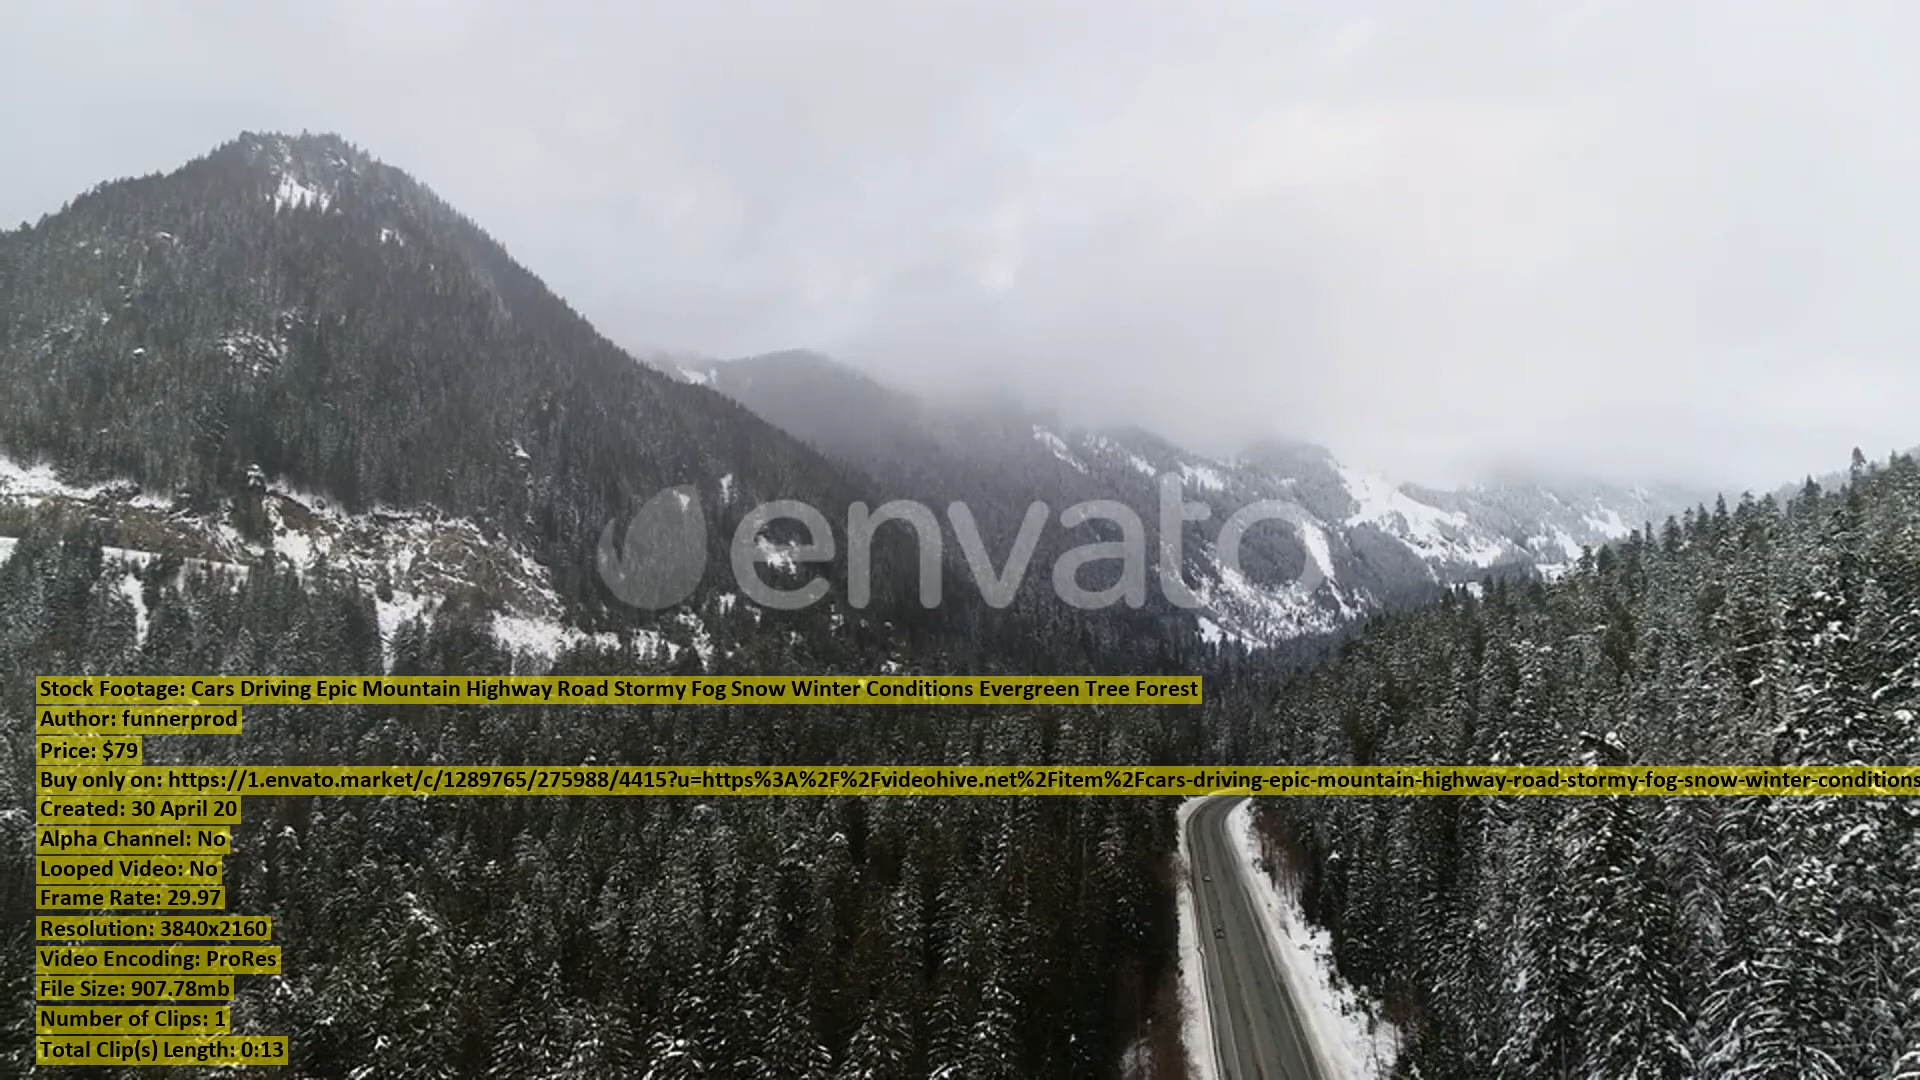 envato
Stock Footage: Cars Driving Epic Mountain Highway Road Stormy Fog Snow Winter Conditions Evergreen Tree Forest
Author: funnerprod
Price: $79
Buy only on: https://1.envato.market/c/1289765/275988/4415?u=https%3A%2F%2Fvideohive.net%2Fitem%2Fcars-driving-epic-mountain-highway-road-stormy-fog-snow-winter-conditions
Created: 30 April 20
Alpha Channel: No
Looped Video: No
Frame Rate: 29.97
Resolution: 3840x2160
Video Encoding: ProRes
File Size: 907.78mb
Number of Clips: 1
Total Clip(s) Length: 0:13